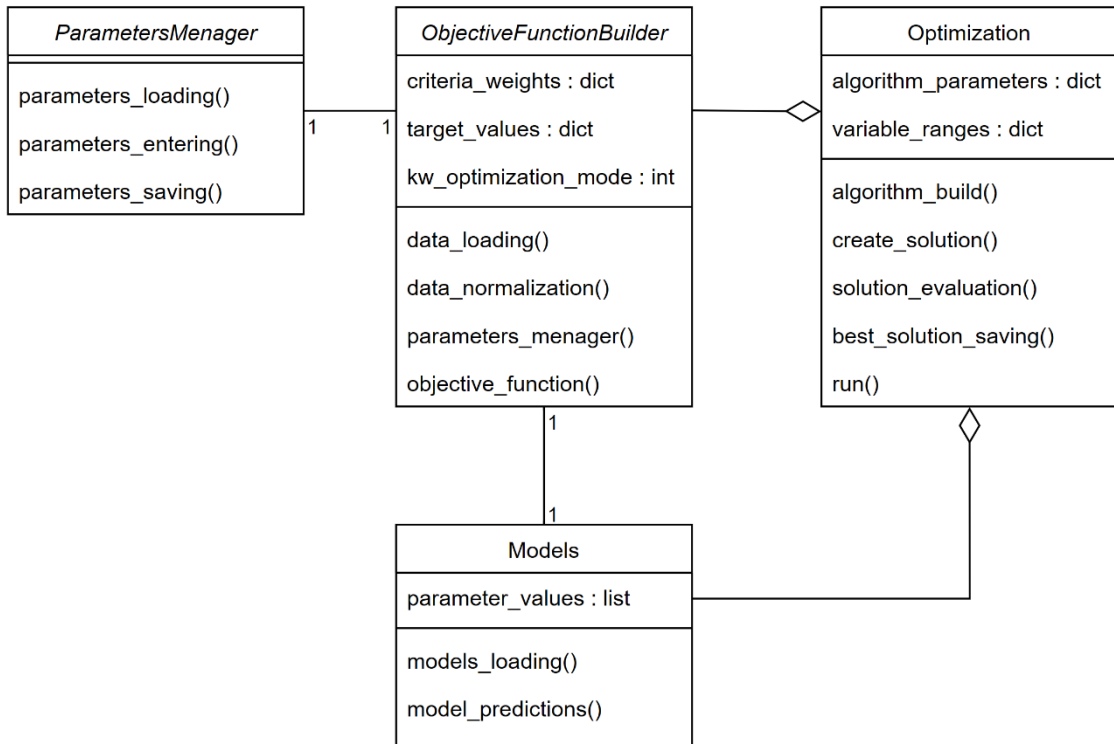 ParametersMenager
parameters_loading()
parameters_entering()
parameters_saving()
1
1
ObjectiveFunctionBuilder
criteria_weights : dict
target_values : dict
kw_optimization_mode : int
data_loading()
data_normalization()
parameters_menager()
objective_function()
Optimization
algorithm_parameters : dict
variable_ranges : dict
algorithm_build()
create_solution()
solution_evaluation()
best_solution_saving()
run()
1
1
Models
parameter_values : list
models_loading()
model_predictions()